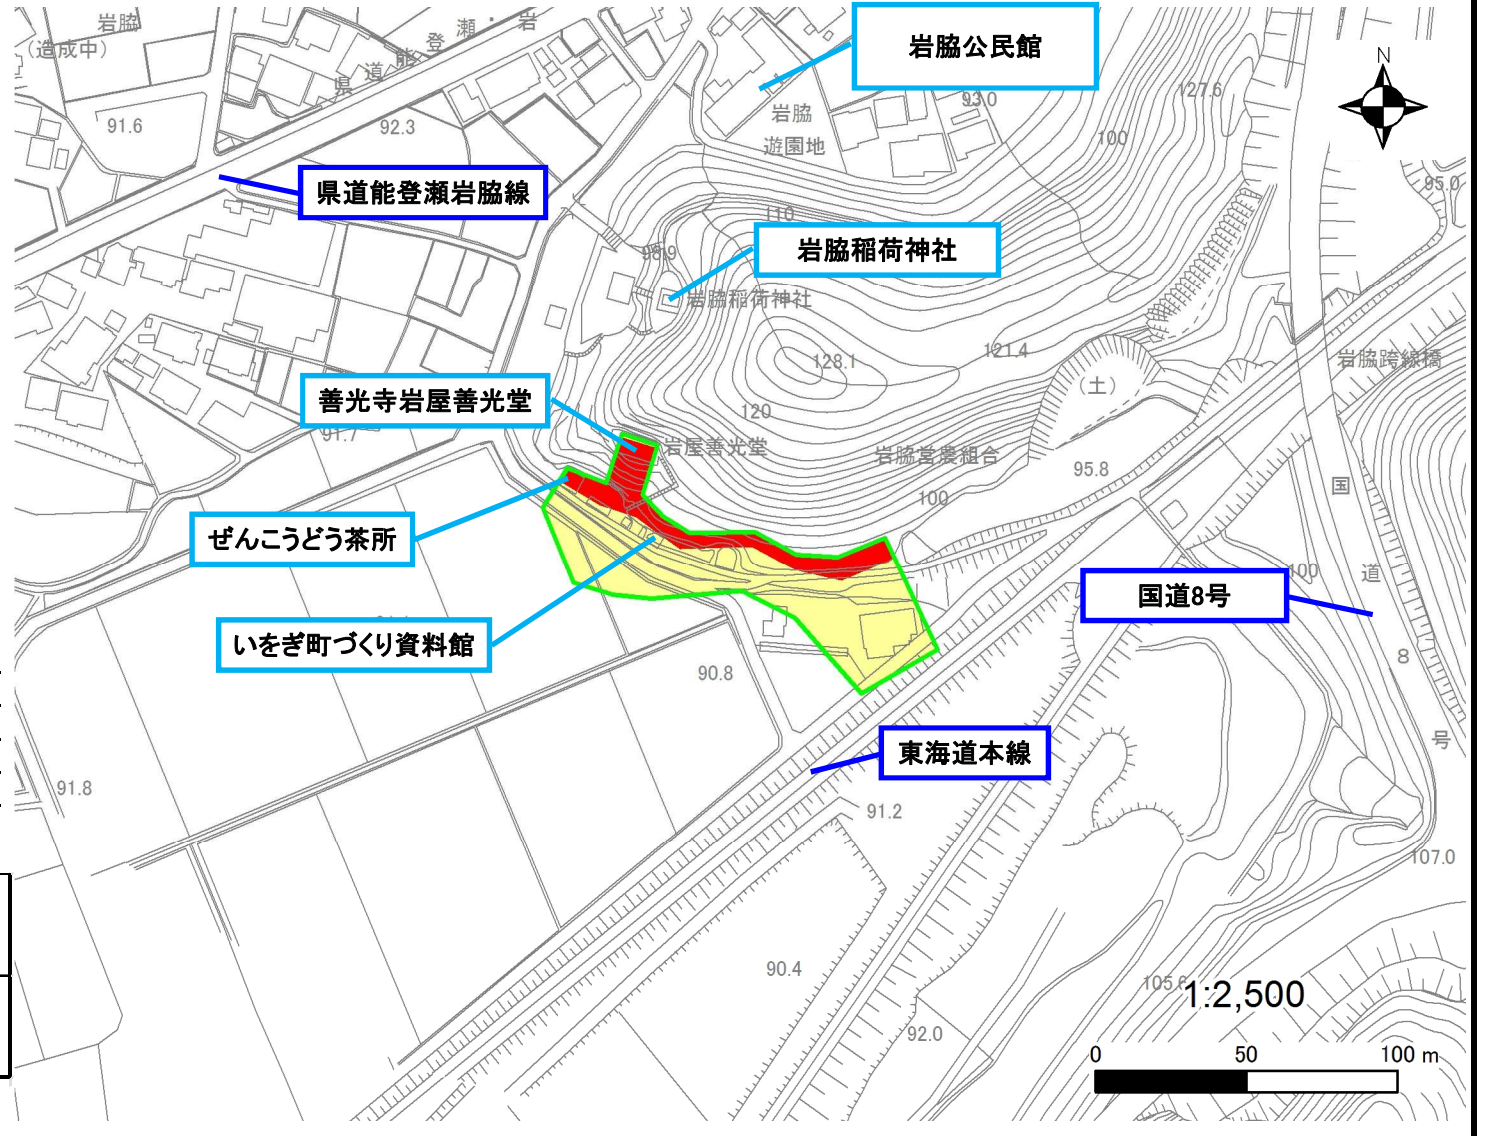 岩脇
(造成中)
県道能登瀬・岩
岩脇公民館
N
91.6
92.3
岩脇
遊園地
93.0
127.6
100
95.0
県道能登瀬岩脇線
110
98.9
岩脇稲荷神社
岩脇稲荷神社
128.1
121.4
岩脇跨線橋
(土)
善光寺岩屋善光堂
120
91.7
岩屋善光堂
岩脇営農組合
95.8
100
国道8号
ぜんこうどう茶所
100
国道8号
いをぎ町づくり資料館
90.8
東海道本線
91.8
91.2
107.0
90.4
105.6
1:2,500
92.0
0 50 100 m